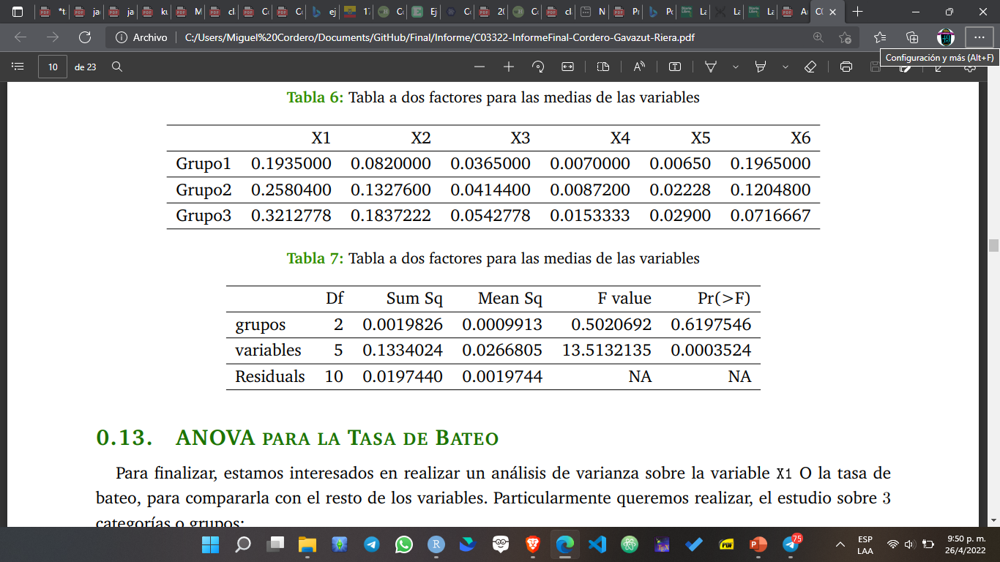 *t
ja
ja
kı
M
cl
Co
Co
ej
17
Co
Ej
Co
20
Co
cl
N
Pr
Po
La
La
La
A
CC
Archivo
C:/Users/Miguel%20Cordero/Documents/GitHub/Final/Informe/C03322-InformeFinal-Cordero-Gavazut-Riera.pdf
Configuración y más (Alt+F)
10 de 23
Tabla 6: Tabla a dos factores para las medias de las variables
X1 X2 X3 X4 X5 X6
Grupo1 0.1935000 0.0820000 0.0365000 0.0070000 0.00650 0.1965000
Grupo2 0.2580400 0.1327600 0.0414400 0.0087200 0.02228 0.1204800
Grupo3 0.3212778 0.1837222 0.0542778 0.0153333 0.02900 0.0716667
Tabla 7: Tabla a dos factores para las medias de las variables
Df Sum Sq Mean Sq F value Pr(>F)
grupos 2 0.0019826 0.0009913 0.5020692 0.6197546
variables 5 0.1334024 0.0266805 13.5132135 0.0003524
Residuals 10 0.0197440 0.0019744 NA NA
0.13. ANOVA PARA LA TASA DE BATEO
Para finalizar, estamos interesados en realizar un análisis de varianza sobre la variable X1 O la tasa de
bateo, para compararla con el resto de los variables. Particularmente queremos realizar, el estudio sobre 3
categorías o grupos:
75
ESP
LAA
9:50 p. m.
26/4/2022